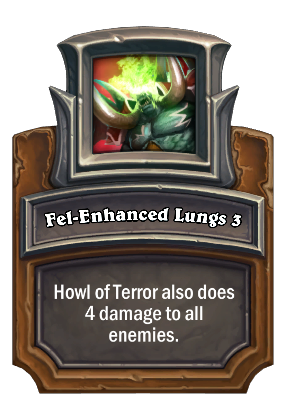 Fel-Enhanced Lungs 3
Howl of Terror also does
4 damage to all
enemies.